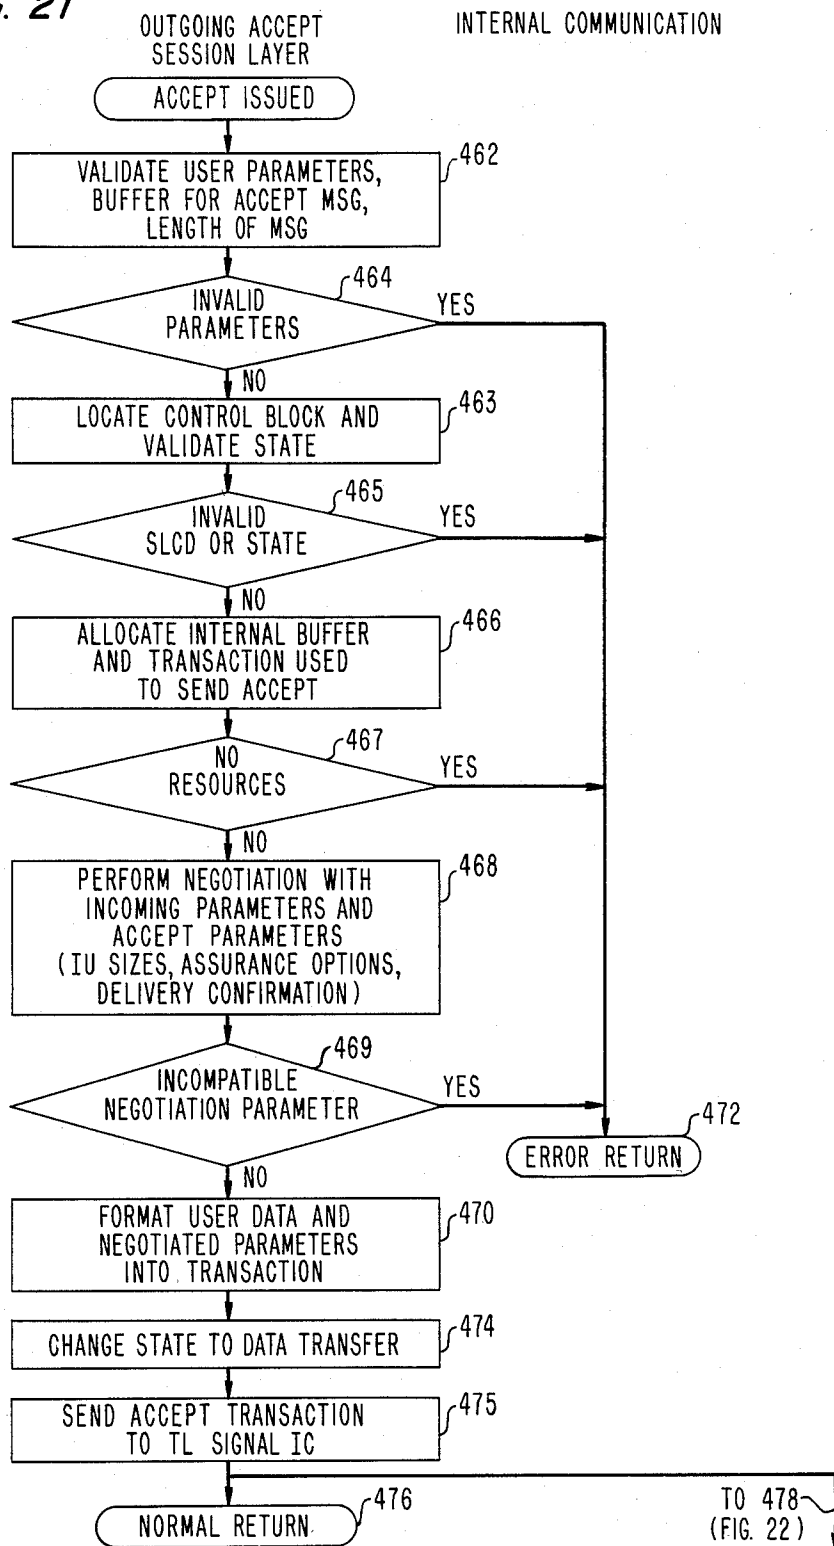 G. 21
OUTGOING ACCEPT
SESSION LAYER
INTERNAL COMMUNICATION
ACCEPT ISSUED
VALIDATE USER PARAMETERS,
BUFFER FOR ACCEPT MSG,
LENGTH OF MSG
462
INVALID
PARAMETERS
464
YES
NO
LOCATE CONTROL BLOCK AND
VALIDATE STATE
463
INVALID
SLCD OR STATE
465
YES
NO
ALLOCATE INTERNAL BUFFER
AND TRANSACTION USED
TO SEND ACCEPT
466
NO
RESOURCES
467
YES
NO
PERFORM NEGOTIATION WITH
INCOMING PARAMETERS AND
ACCEPT PARAMETERS
(IU SIZES, ASSURANCE OPTIONS,
DELIVERY CONFIRMATION)
468
INCOMPATIBLE
NEGOTIATION PARAMETER
469
YES
NO
ERROR RETURN
472
FORMAT USER DATA AND
NEGOTIATED PARAMETERS
INTO TRANSACTION
470
CHANGE STATE TO DATA TRANSFER
474
SEND ACCEPT TRANSACTION
TO TL SIGNAL IC
475
NORMAL RETURN
476
TO 478
(FIG. 22)